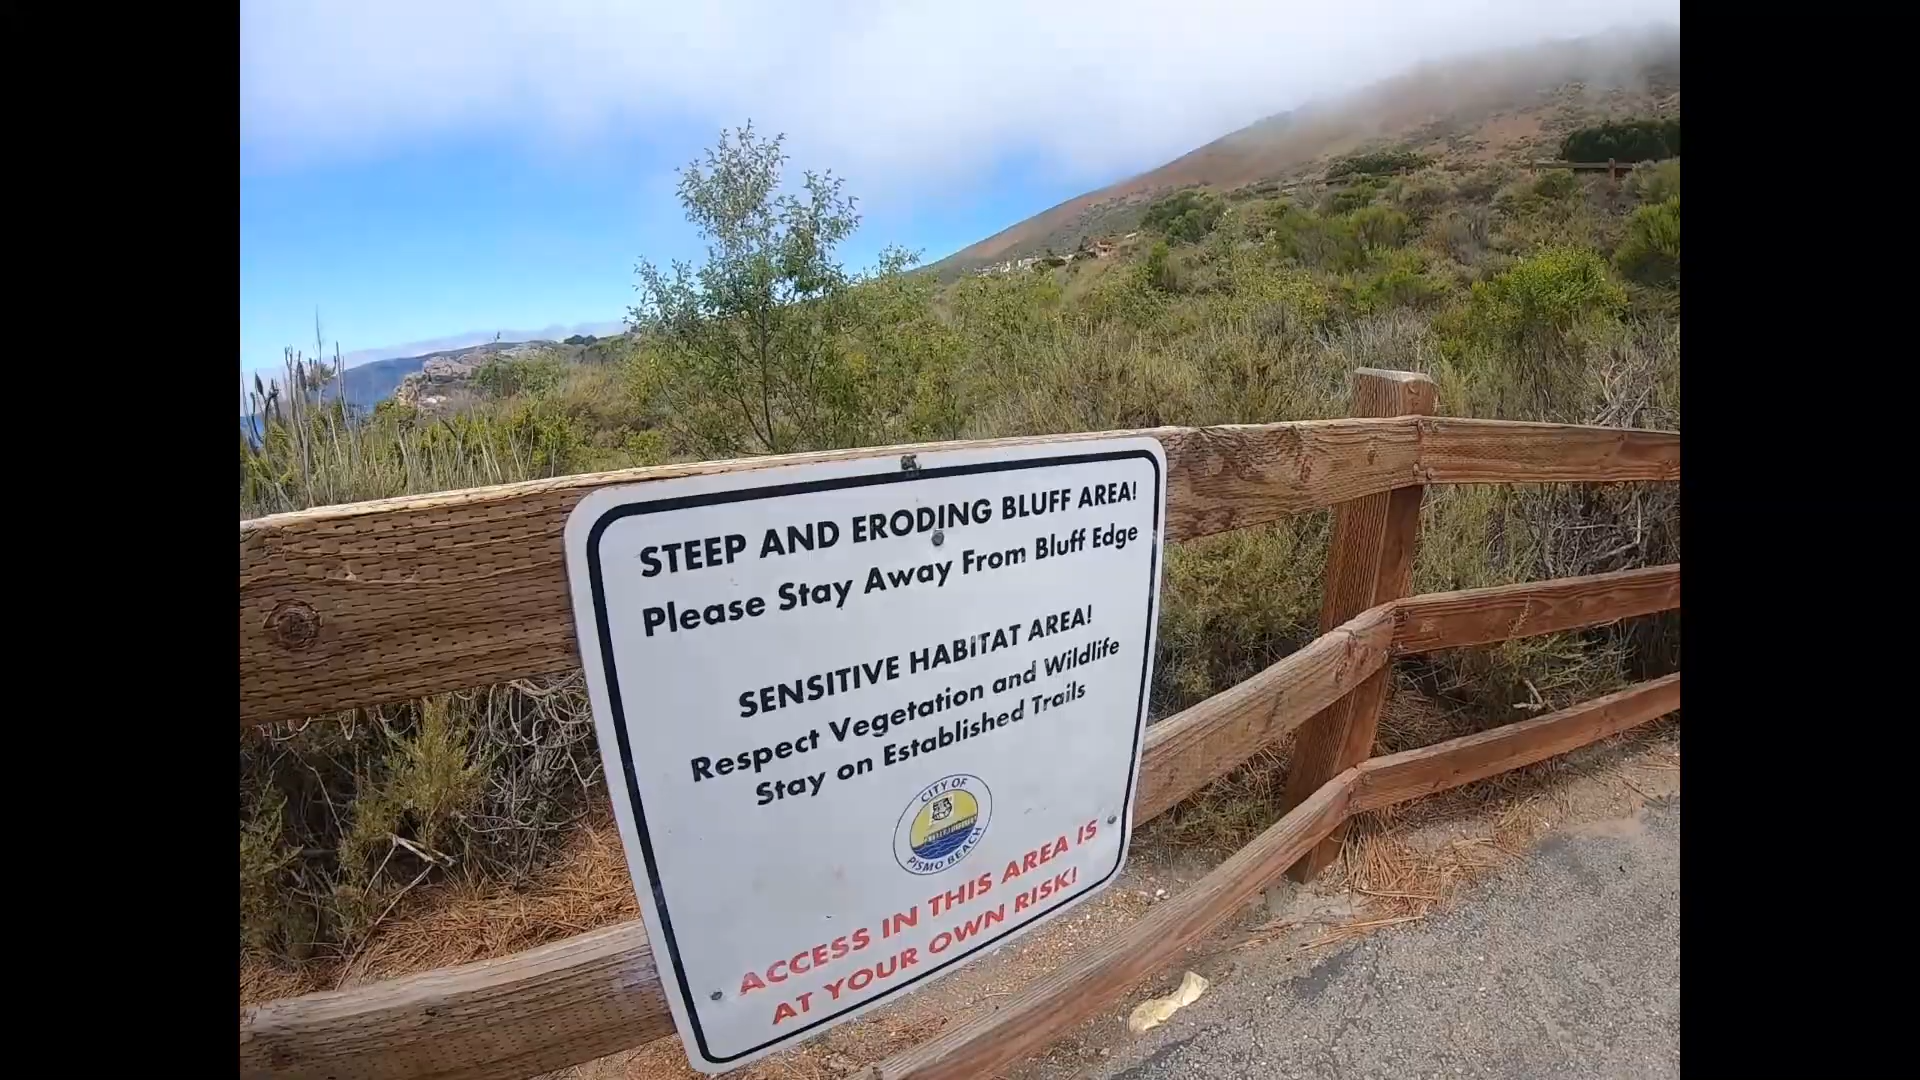 STEEP AND ERODING BLUFF AREA!
Please Stay Away From Bluff Edge
SENSITIVE HABITAT AREA!
Respect Vegetation and Wildlife
Stay on Established Trails
CITY OF
PISMO BEACH
ACCESS IN THIS AREA IS
AT YOUR OWN RISK!